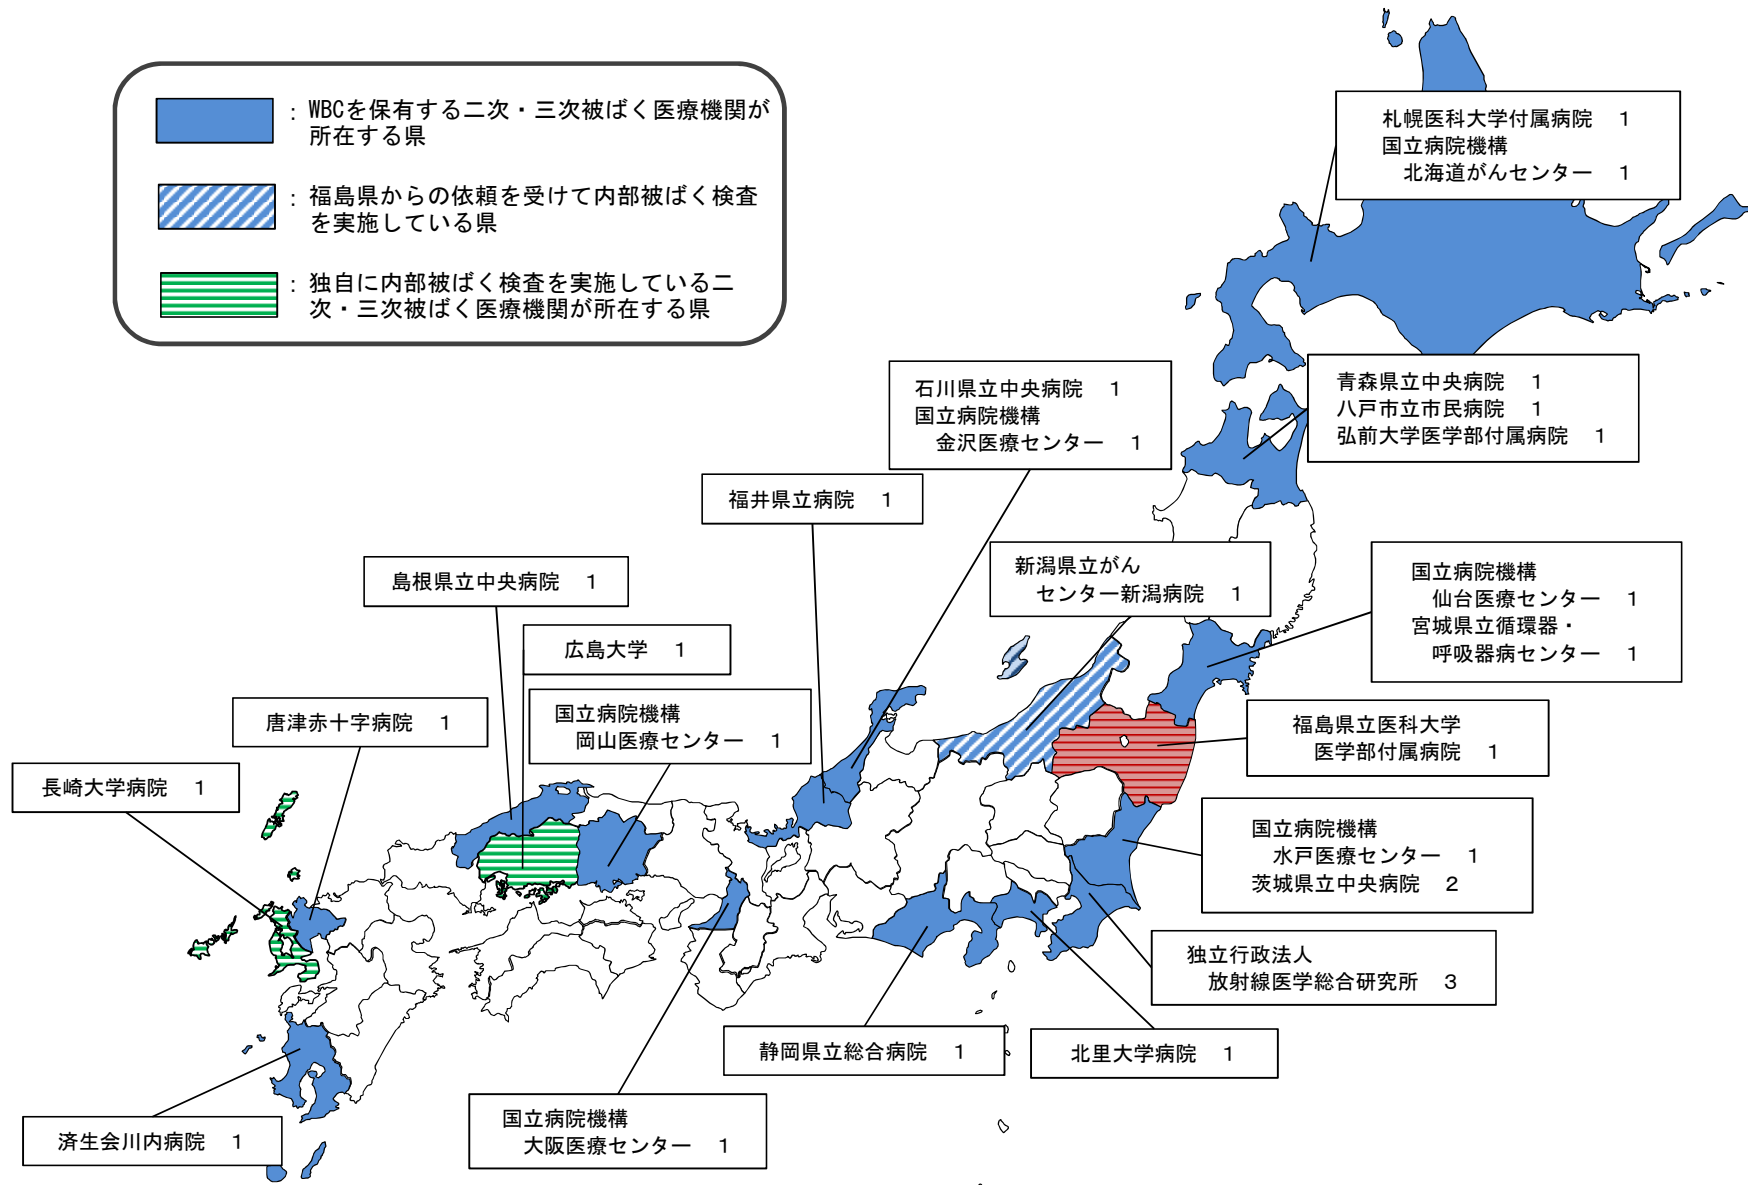 ：WBCを保有する二次・三次被ばく医療機関が
所在する県
：福島県からの依頼を受けて内部被ばく検査
を実施している県
：独自に内部被ばく検査を実施している二
次・三次被ばく医療機関が所在する県
札幌医科大学付属病院　1
国立病院機構
北海道がんセンター　1
青森県立中央病院　1
八戸市立市民病院　1
弘前大学医学部付属病院　1
石川県立中央病院　1
国立病院機構
金沢医療センター　1
福井県立病院　1
新潟県立がん
センター新潟病院　1
国立病院機構
仙台医療センター　1
宮城県立循環器・
呼吸器病センター　1
島根県立中央病院　1
広島大学　1
国立病院機構
岡山医療センター　1
唐津赤十字病院　1
長崎大学病院　1
福島県立医科大学
医学部付属病院　1
国立病院機構
水戸医療センター　1
茨城県立中央病院　2
独立行政法人
放射線医学総合研究所　3
静岡県立総合病院　1
北里大学病院　1
国立病院機構
大阪医療センター　1
済生会川内病院　1